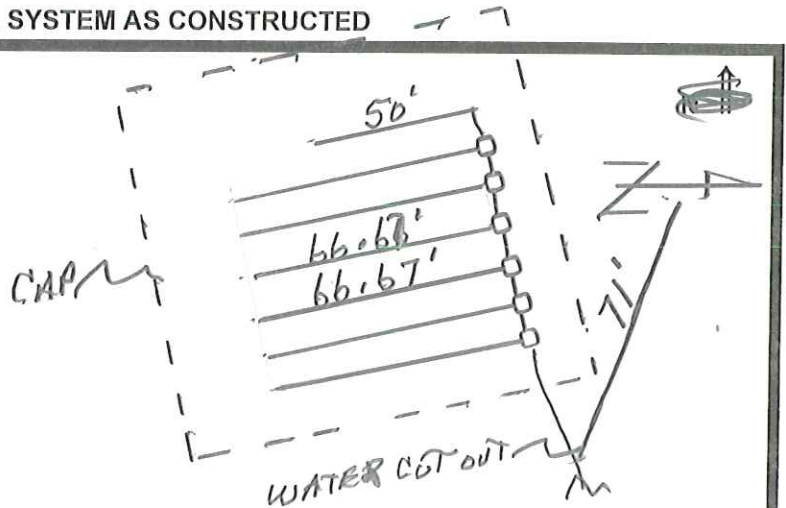 SYSTEM AS CONSTRUCTED
50'
N
66.67'
66.67'
CAP
71'
WATER CUT OUT